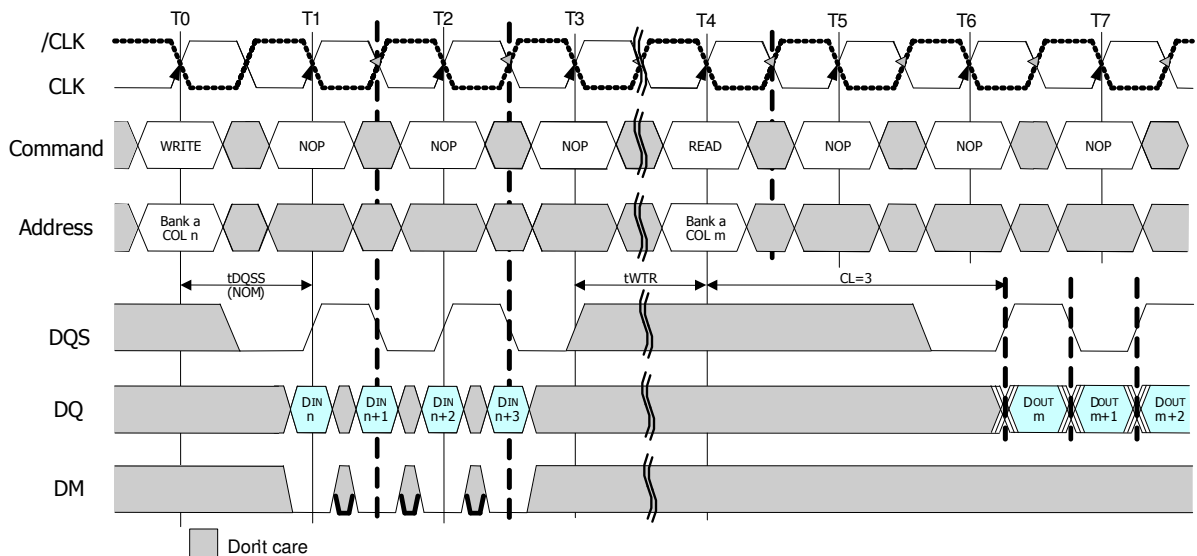 T0 T1 T2 T3 T4 T5 T6 T7
/CLK
CLK
Command WRITE NOP NOP NOP READ NOP NOP NOP
Address Bank a COL n Bank a COL m
tDQSS (NOM) tWTR CL=3
DQS
DQ DIN n DIN n+1 DIN n+2 DIN n+3 DOUT m DOUT m+1 DOUT m+2
DM
Don't care